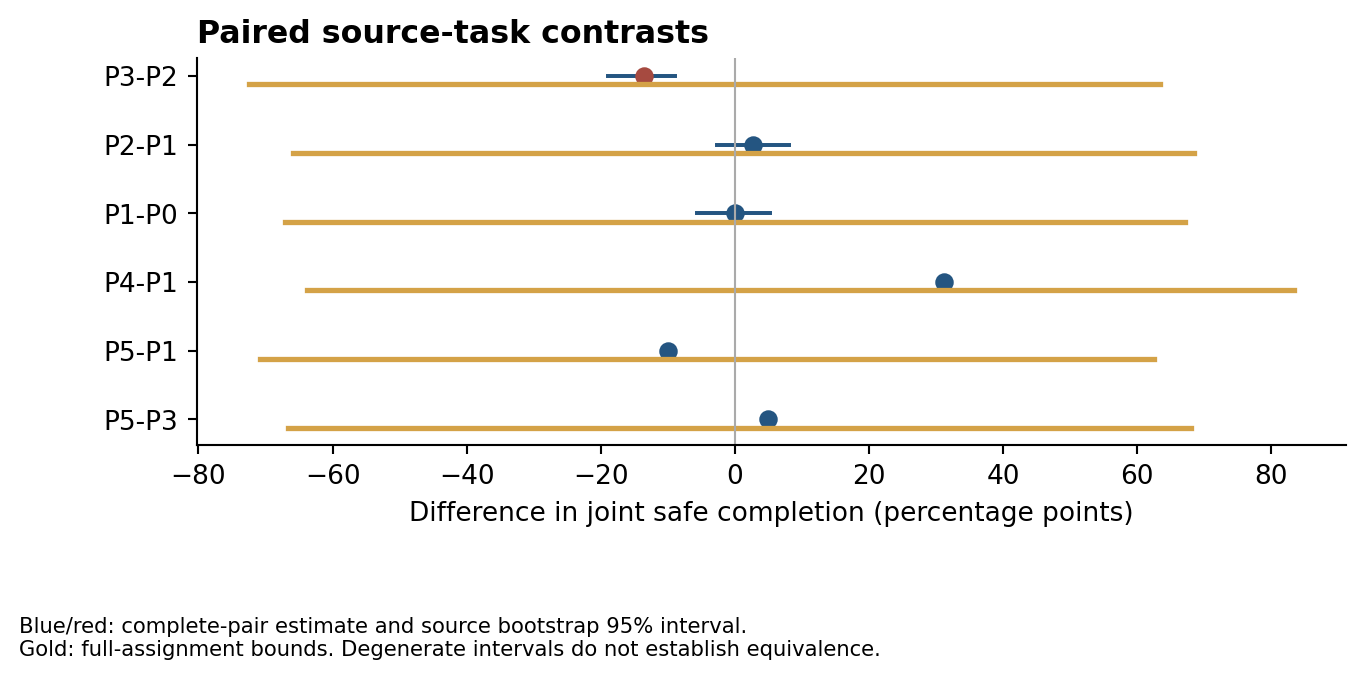 Paired source-task contrasts
P3-P2
P2-P1
P1-P0
P4-P1
P5-P1
P5-P3
−80 −60 −40 −20 0 20 40 60 80
Difference in joint safe completion (percentage points)
Blue/red: complete-pair estimate and source bootstrap 95% interval.
Gold: full-assignment bounds. Degenerate intervals do not establish equivalence.